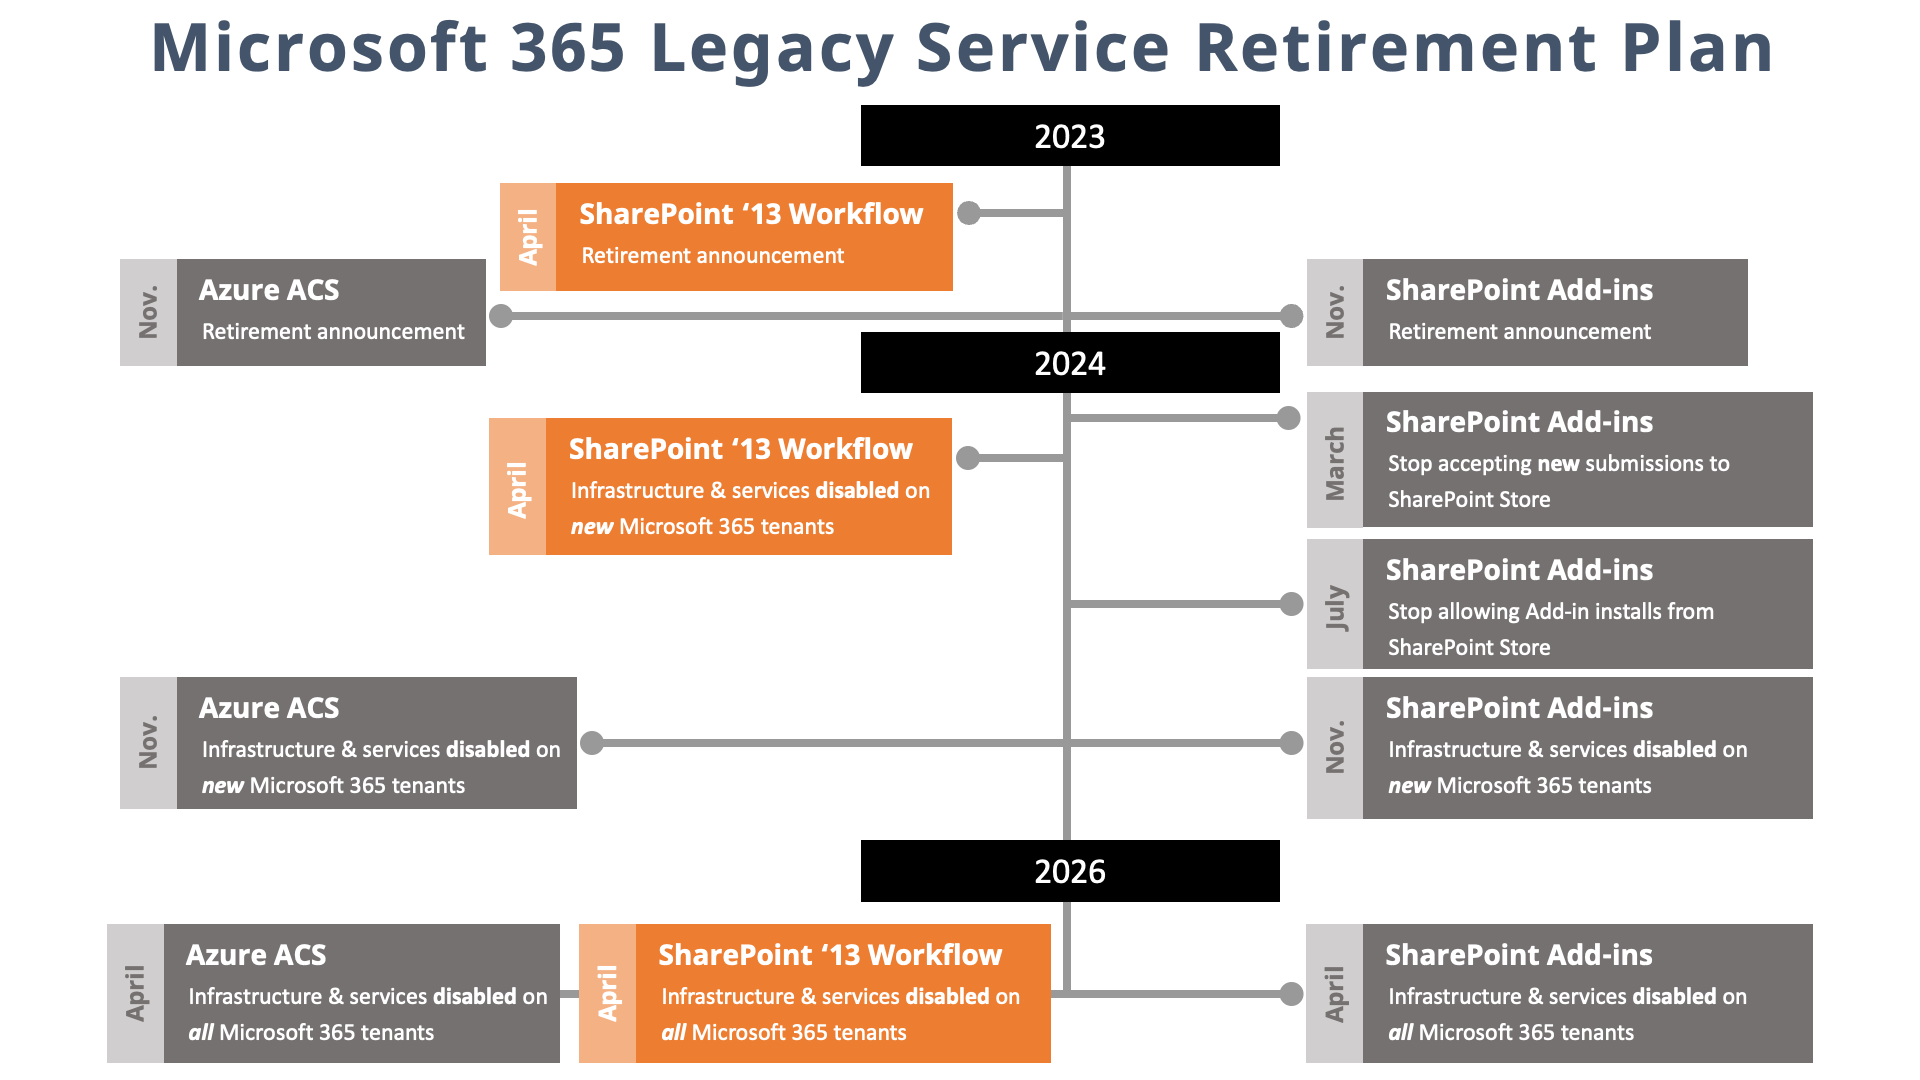 Microsoft 365 Legacy Service Retirement Plan
2023
April
SharePoint ‘13 Workflow
Retirement announcement
Nov.
Azure ACS
Retirement announcement
Nov.
SharePoint Add-ins
Retirement announcement
2024
March
SharePoint Add-ins
Stop accepting new submissions to
SharePoint Store
April
SharePoint ‘13 Workflow
Infrastructure & services disabled on
new Microsoft 365 tenants
July
SharePoint Add-ins
Stop allowing Add-in installs from
SharePoint Store
Nov.
Azure ACS
Infrastructure & services disabled on
new Microsoft 365 tenants
Nov.
SharePoint Add-ins
Infrastructure & services disabled on
new Microsoft 365 tenants
2026
April
Azure ACS
Infrastructure & services disabled on
all Microsoft 365 tenants
April
SharePoint ‘13 Workflow
Infrastructure & services disabled on
all Microsoft 365 tenants
April
SharePoint Add-ins
Infrastructure & services disabled on
all Microsoft 365 tenants